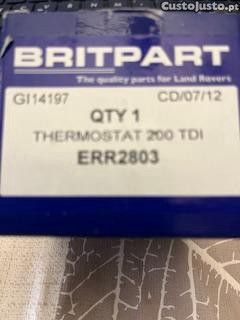 CustoJusto.pt
BRITPART
The quality parts for Land Rovers
GI14197 CD/07/12
QTY 1
THERMOSTAT 200 TDI
ERR2803